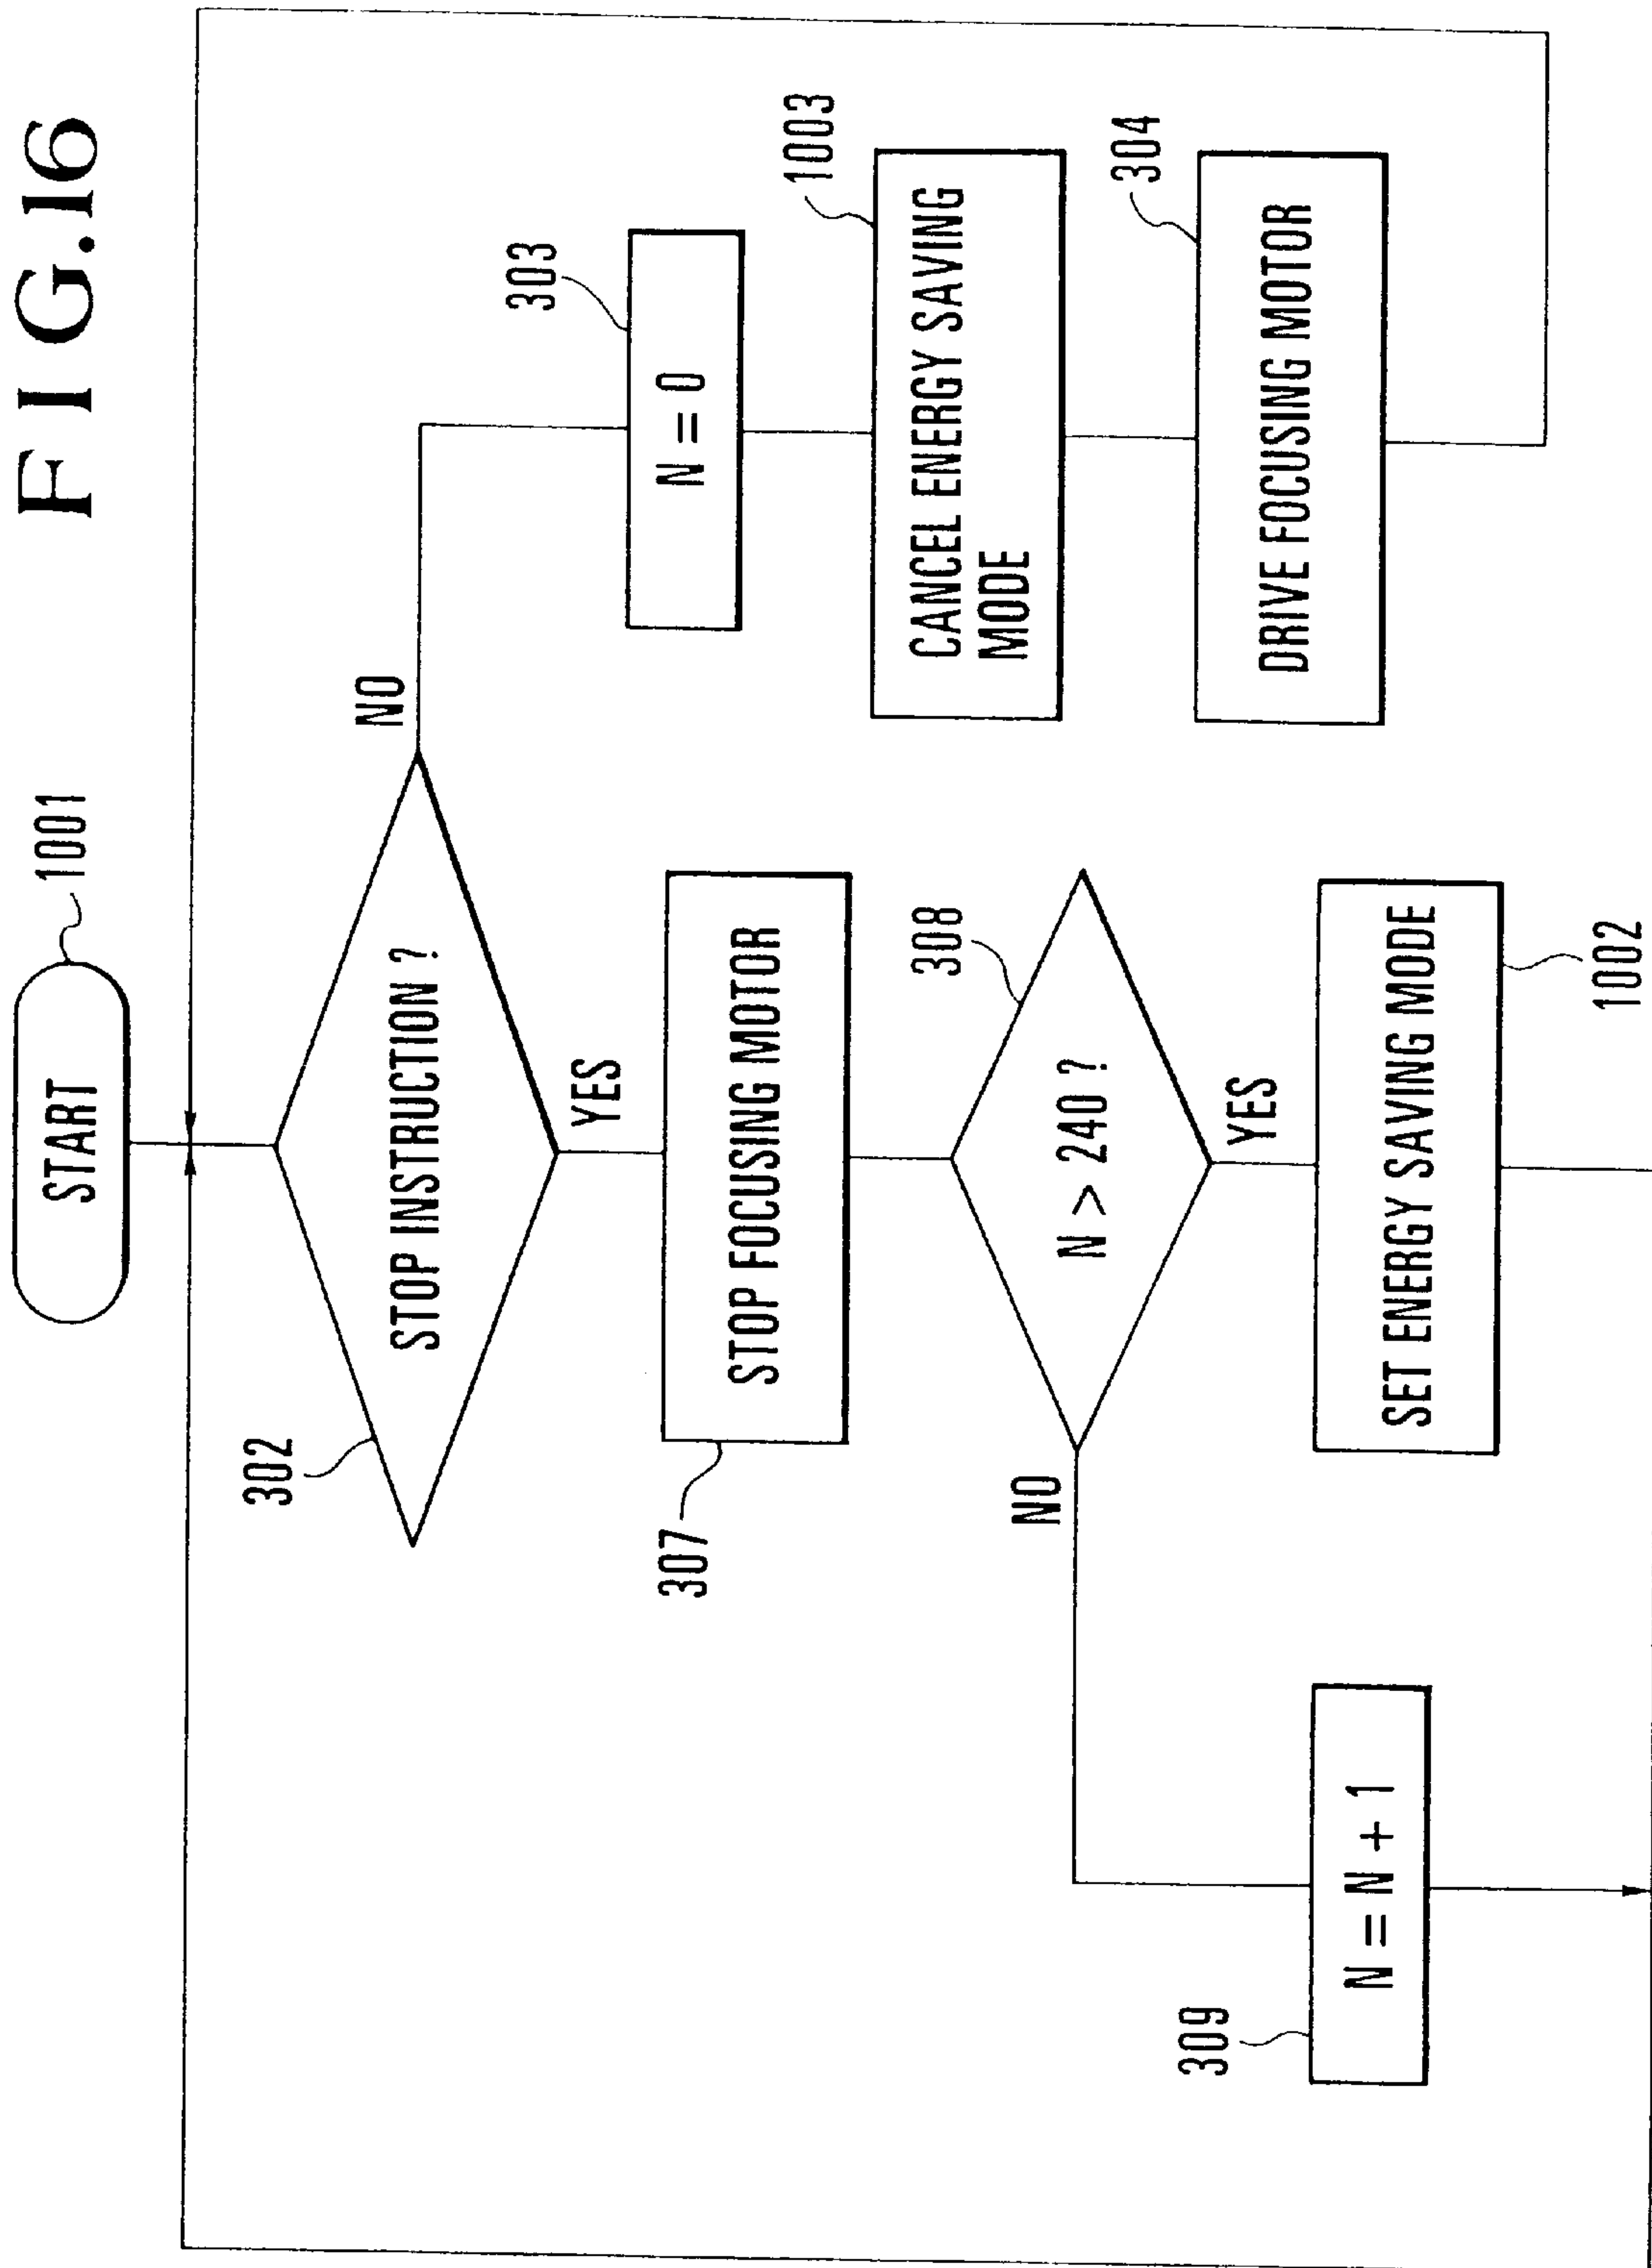 FIG.16
START
1001
302
STOP INSTRUCTION ?
NO
YES
303
N = 0
307
STOP FOCUSING MOTOR
1003
CANCEL ENERGY SAVING
MODE
308
N > 240 ?
NO
YES
304
DRIVE FOCUSING MOTOR
309
N = N + 1
SET ENERGY SAVING MODE
1002